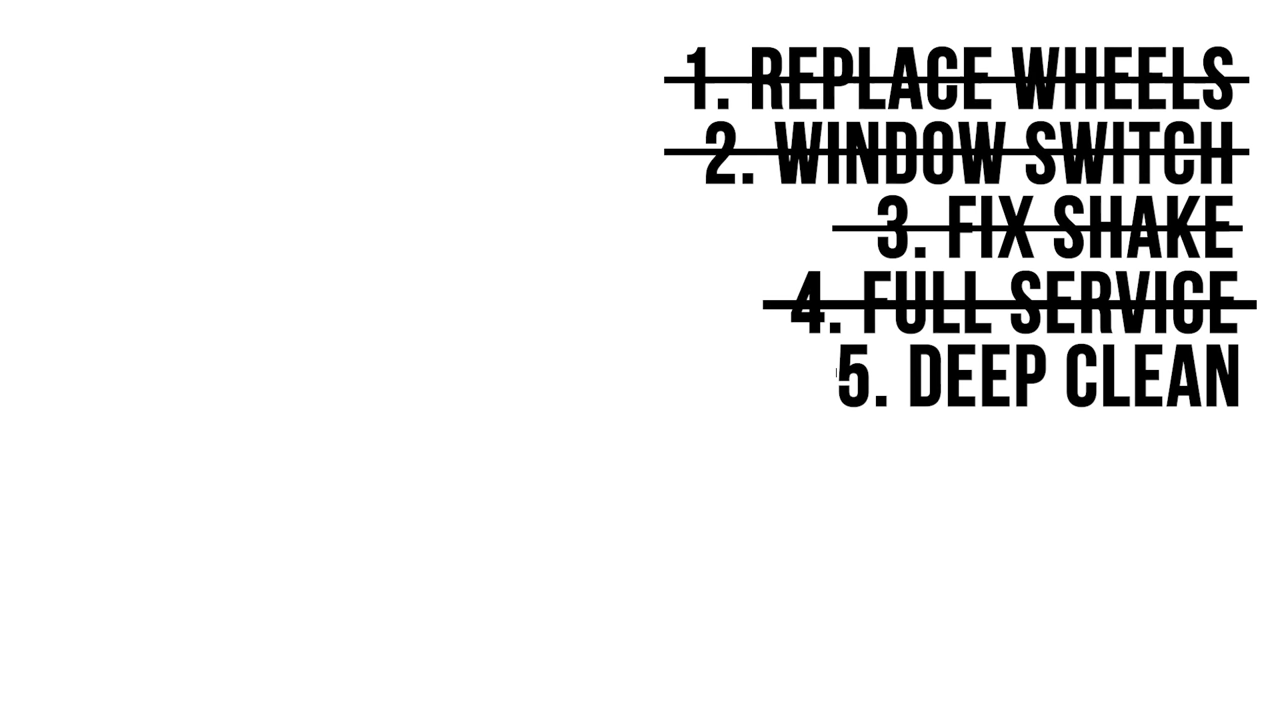 1. REPLACE WHEELS
2. WINDOW SWITCH
3. FIX SHAKE
4. FULL SERVICE
5. DEEP CLEAN